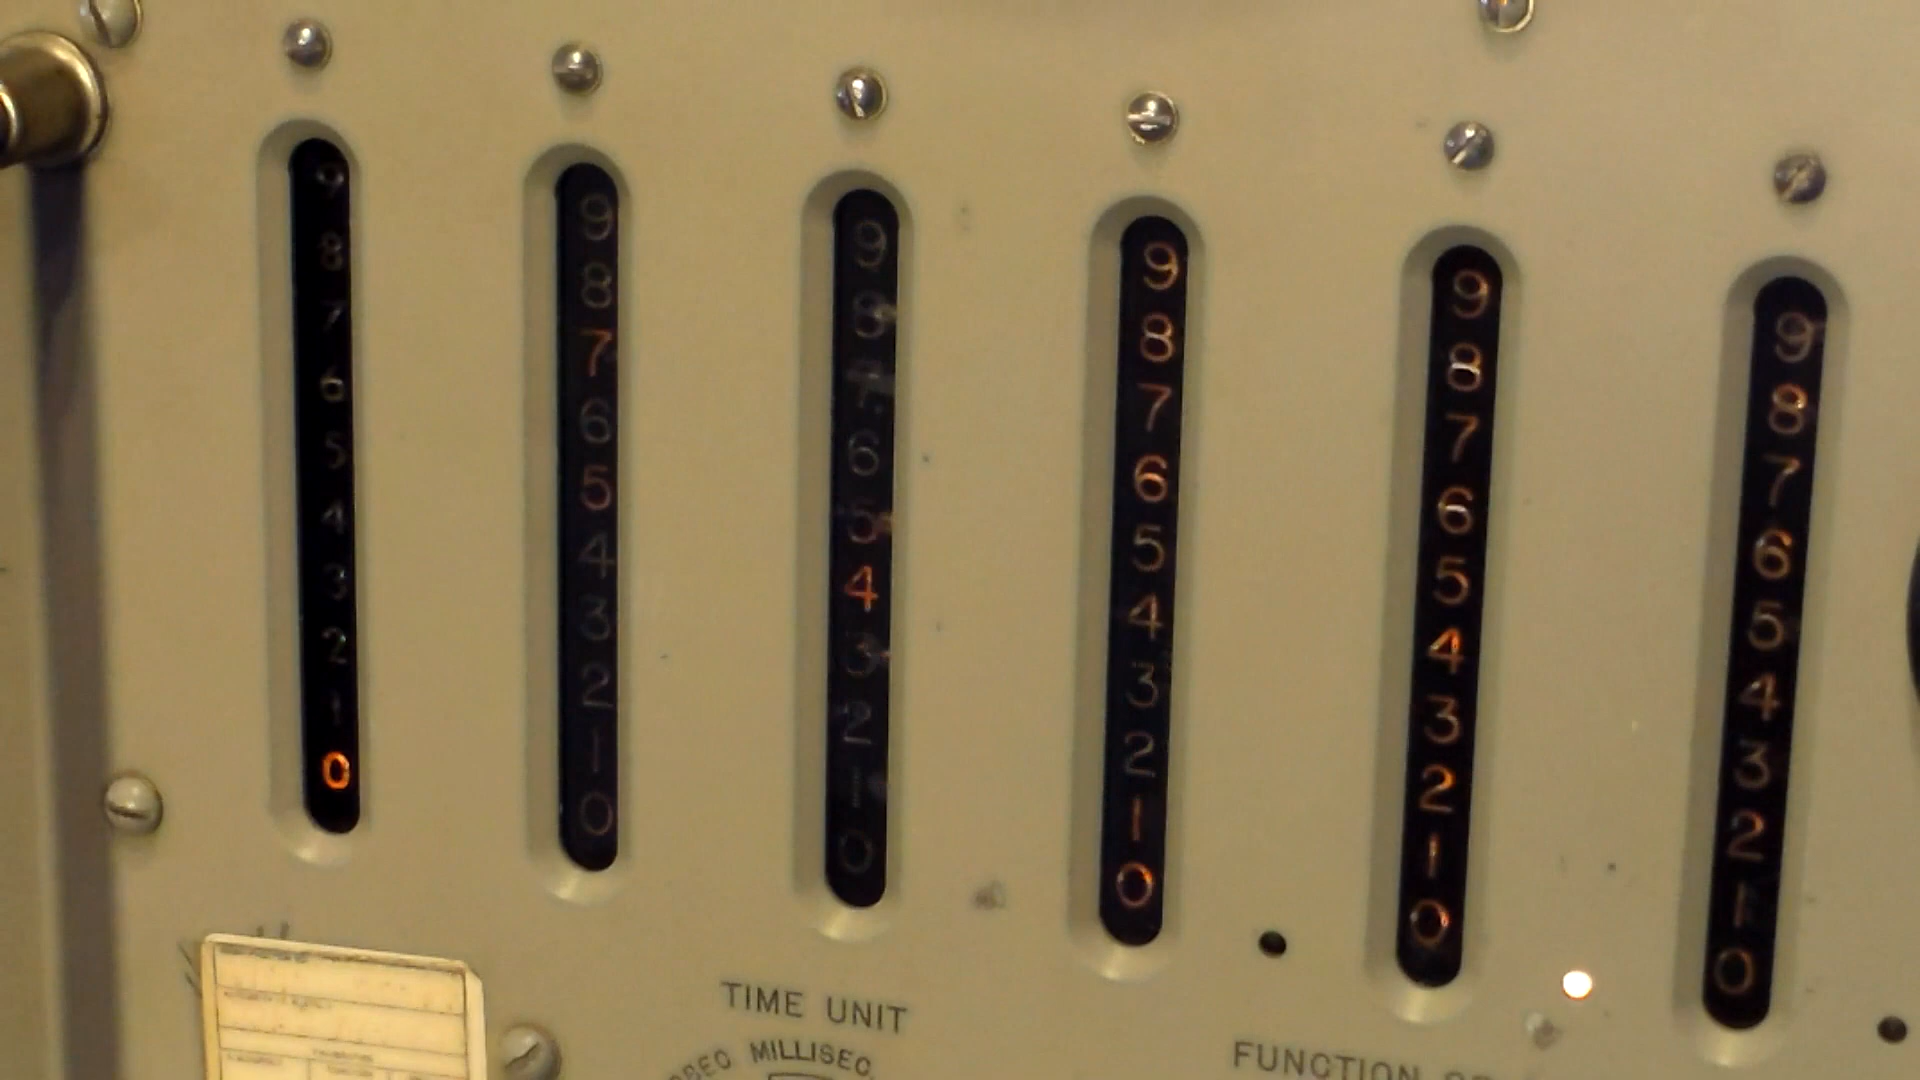 9 9 9 9 9 9
8 8 8 8 8 8
7 7 7 7 7 7
6 6 6 6 6 6
5 5 5 5 5 5
4 4 4 4 4 4
3 3 3 3 3 3
2 2 2 2 2 2
1 1 1 1 1 1
0 0 0 0 0 0
TIME UNIT
MILLISEC.
FUNCTION